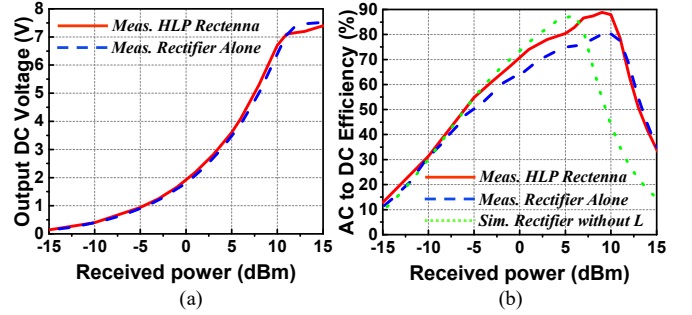 Output DC Voltage (V)
8
7
6
5
4
3
2
1
0
Meas. HLP Rectenna
Meas. Rectifier Alone
-15 -10 -5 0 5 10 15
Received power (dBm)
(a)
AC to DC Efficiency (%)
90
80
70
60
50
40
30
20
10
0
Meas. HLP Rectenna
Meas. Rectifier Alone
Sim. Rectifier without L
-15 -10 -5 0 5 10 15
Received power (dBm)
(b)